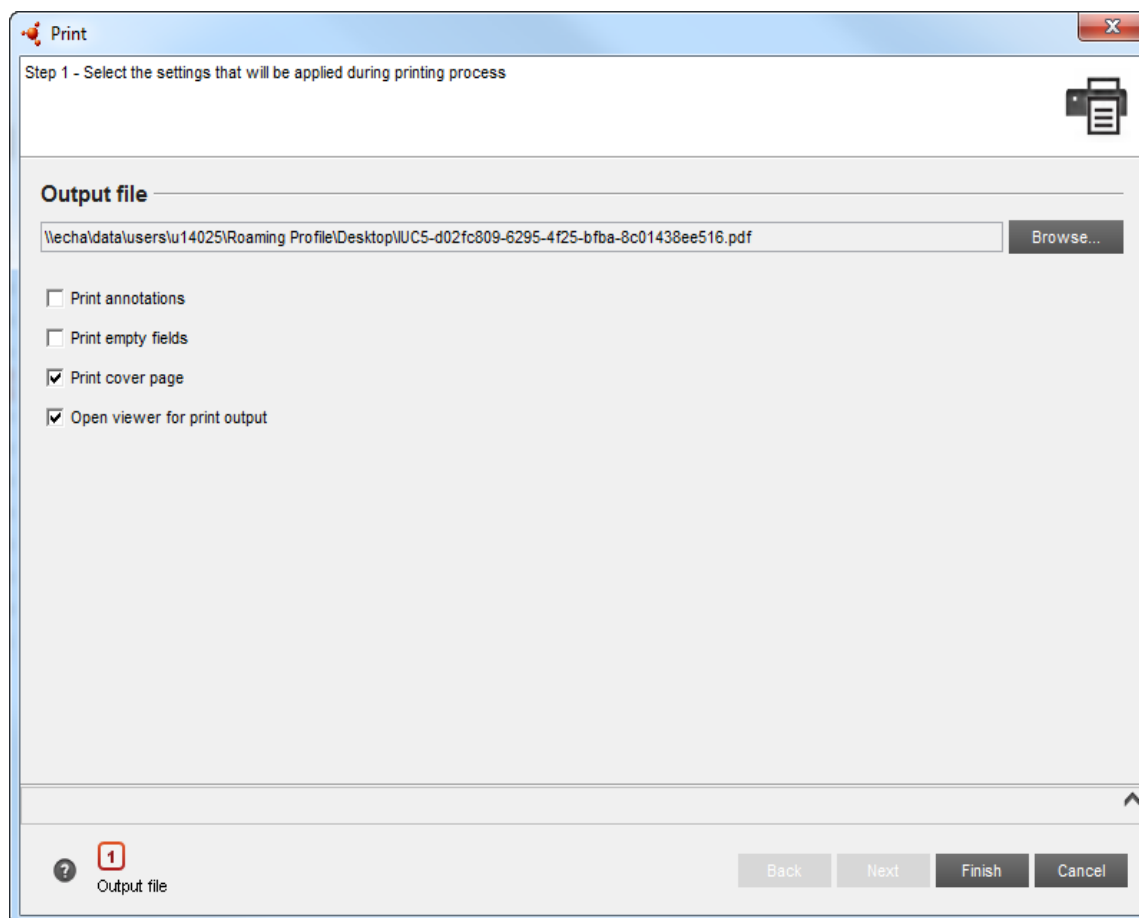 Print
Step 1 - Select the settings that will be applied during printing process
Output file
\\echa\data\users\u14025\Roaming Profile\Desktop\IUC5-d02fc809-6295-4f25-bfba-8c01438ee516.pdf
Browse...
Print annotations
Print empty fields
Print cover page
Open viewer for print output
?
1
Output file
Back
Next
Finish
Cancel